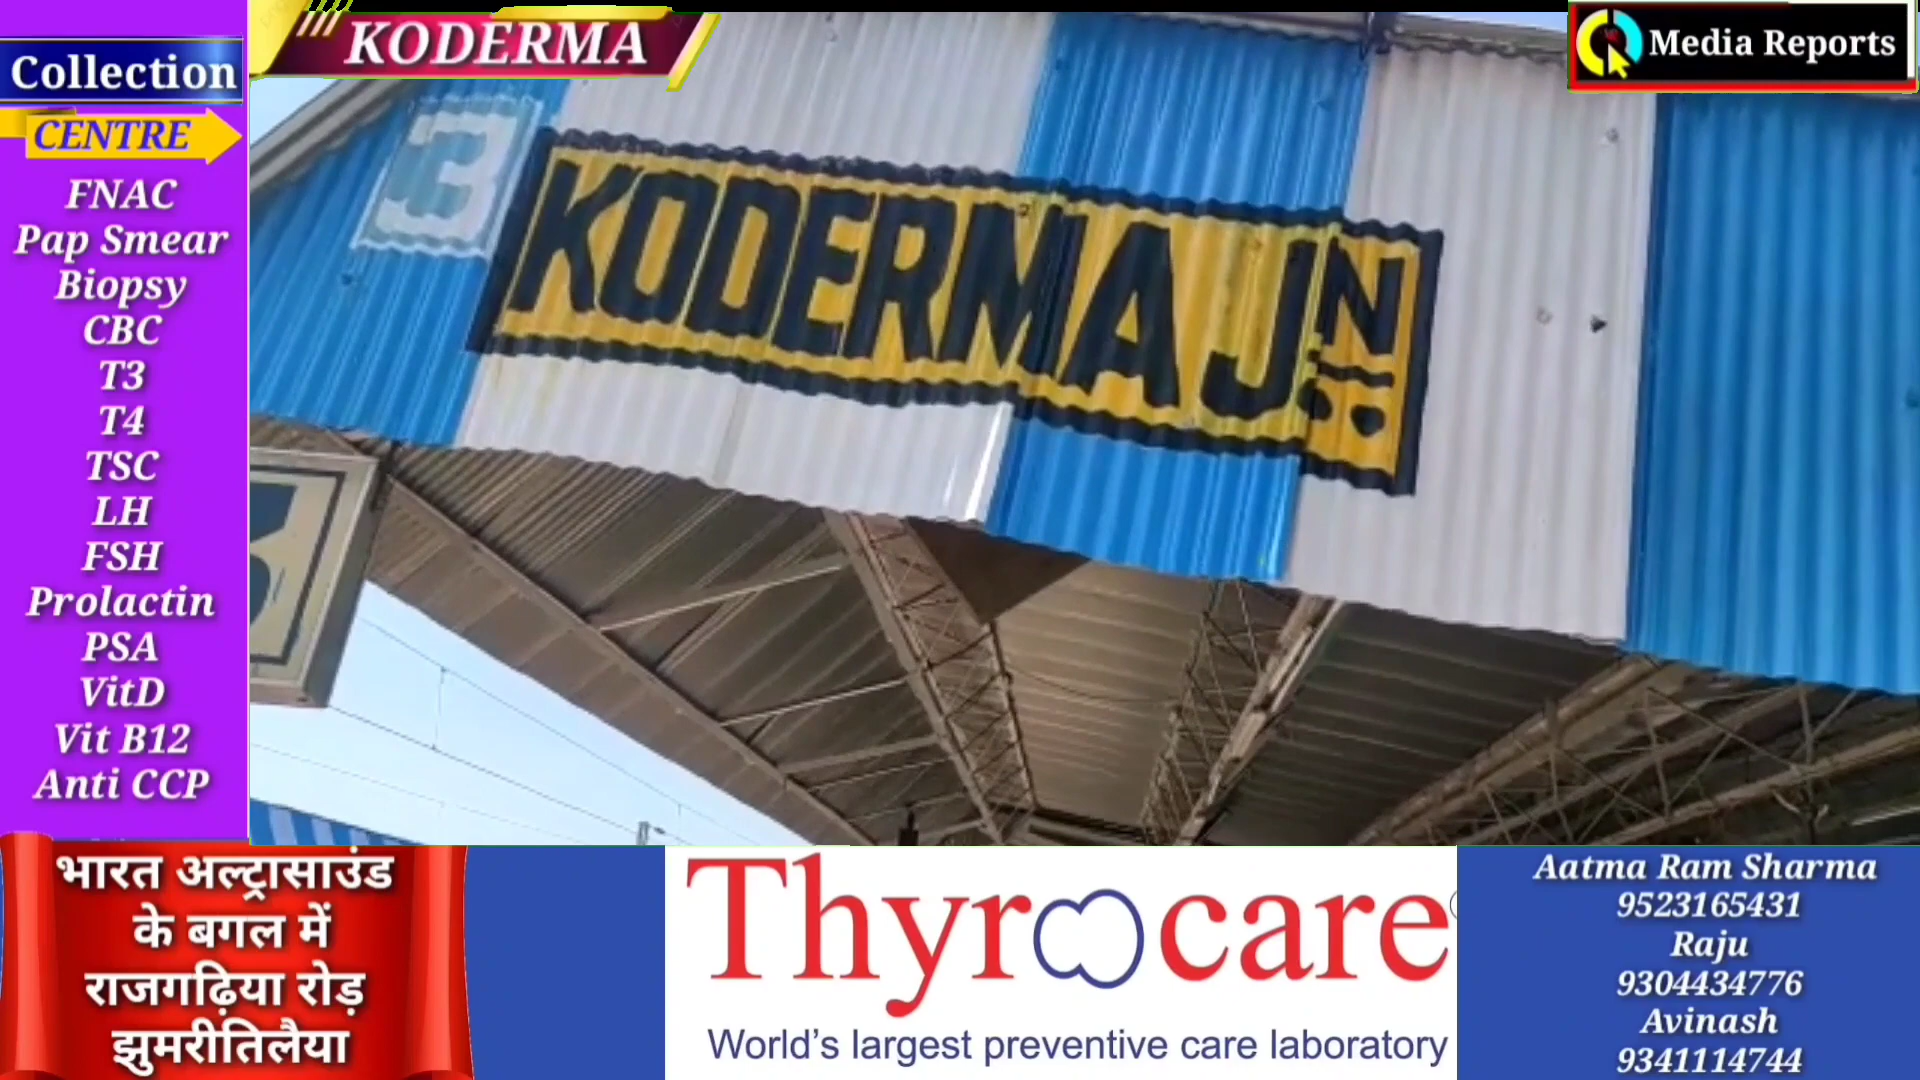 KODERMA
Media Reports
Collection
CENTRE
FNAC
Pap Smear
Biopsy
CBC
T3
T4
TSC
LH
FSH
Prolactin
PSA
VitD
Vit B12
Anti CCP
3
KODERMA JN.
भारत अल्ट्रासाउंड
के बगल में
राजगढ़िया रोड़
झुमरीतिलैया
Thyrocare
World's largest preventive care laboratory
Aatma Ram Sharma
9523165431
Raju
9304434776
Avinash
9341114744